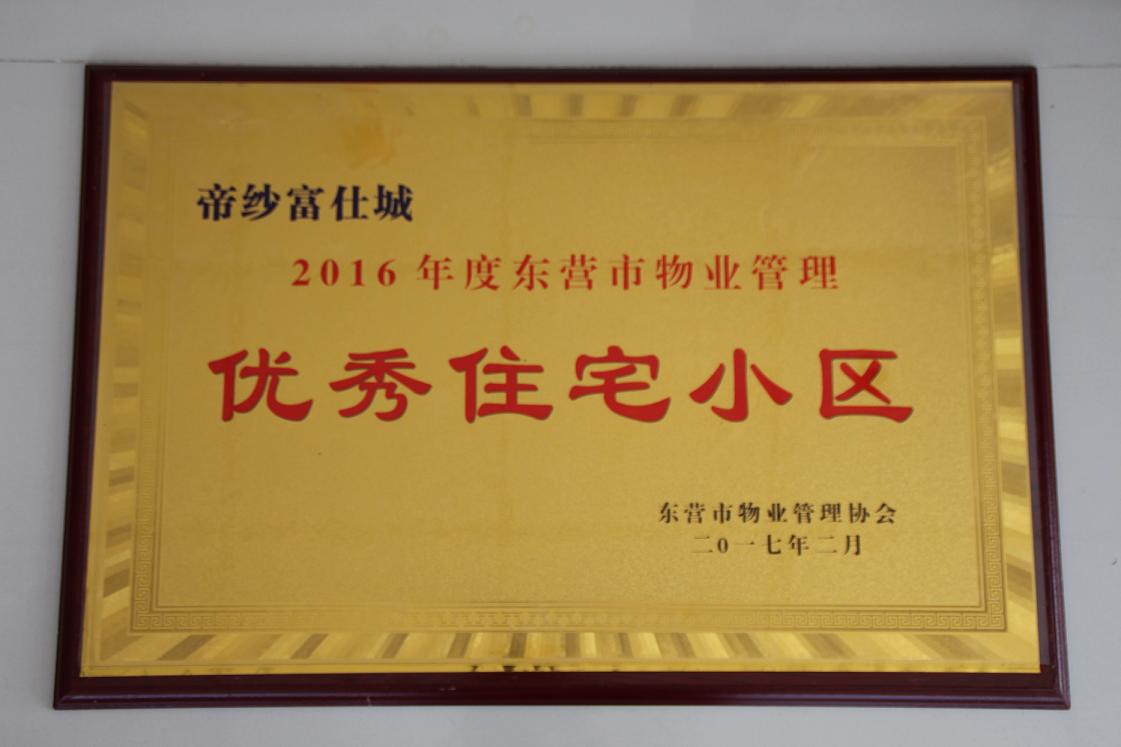 帝纱富仕城
2016年度东营市物业管理
优秀住宅小区
东营市物业管理协会
二0一七年二月